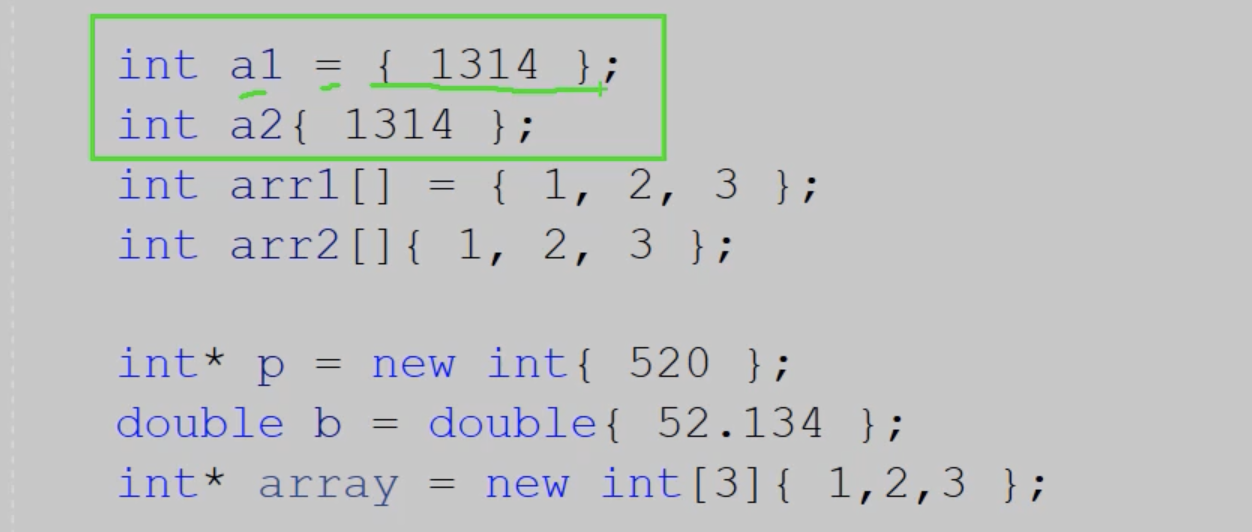 int a1 = { 1314 };
int a2{ 1314 };
int arr1[] = { 1, 2, 3 };
int arr2[]{ 1, 2, 3 };
int* p = new int{ 520 };
double b = double{ 52.134 };
int* array = new int[3]{ 1,2,3 };